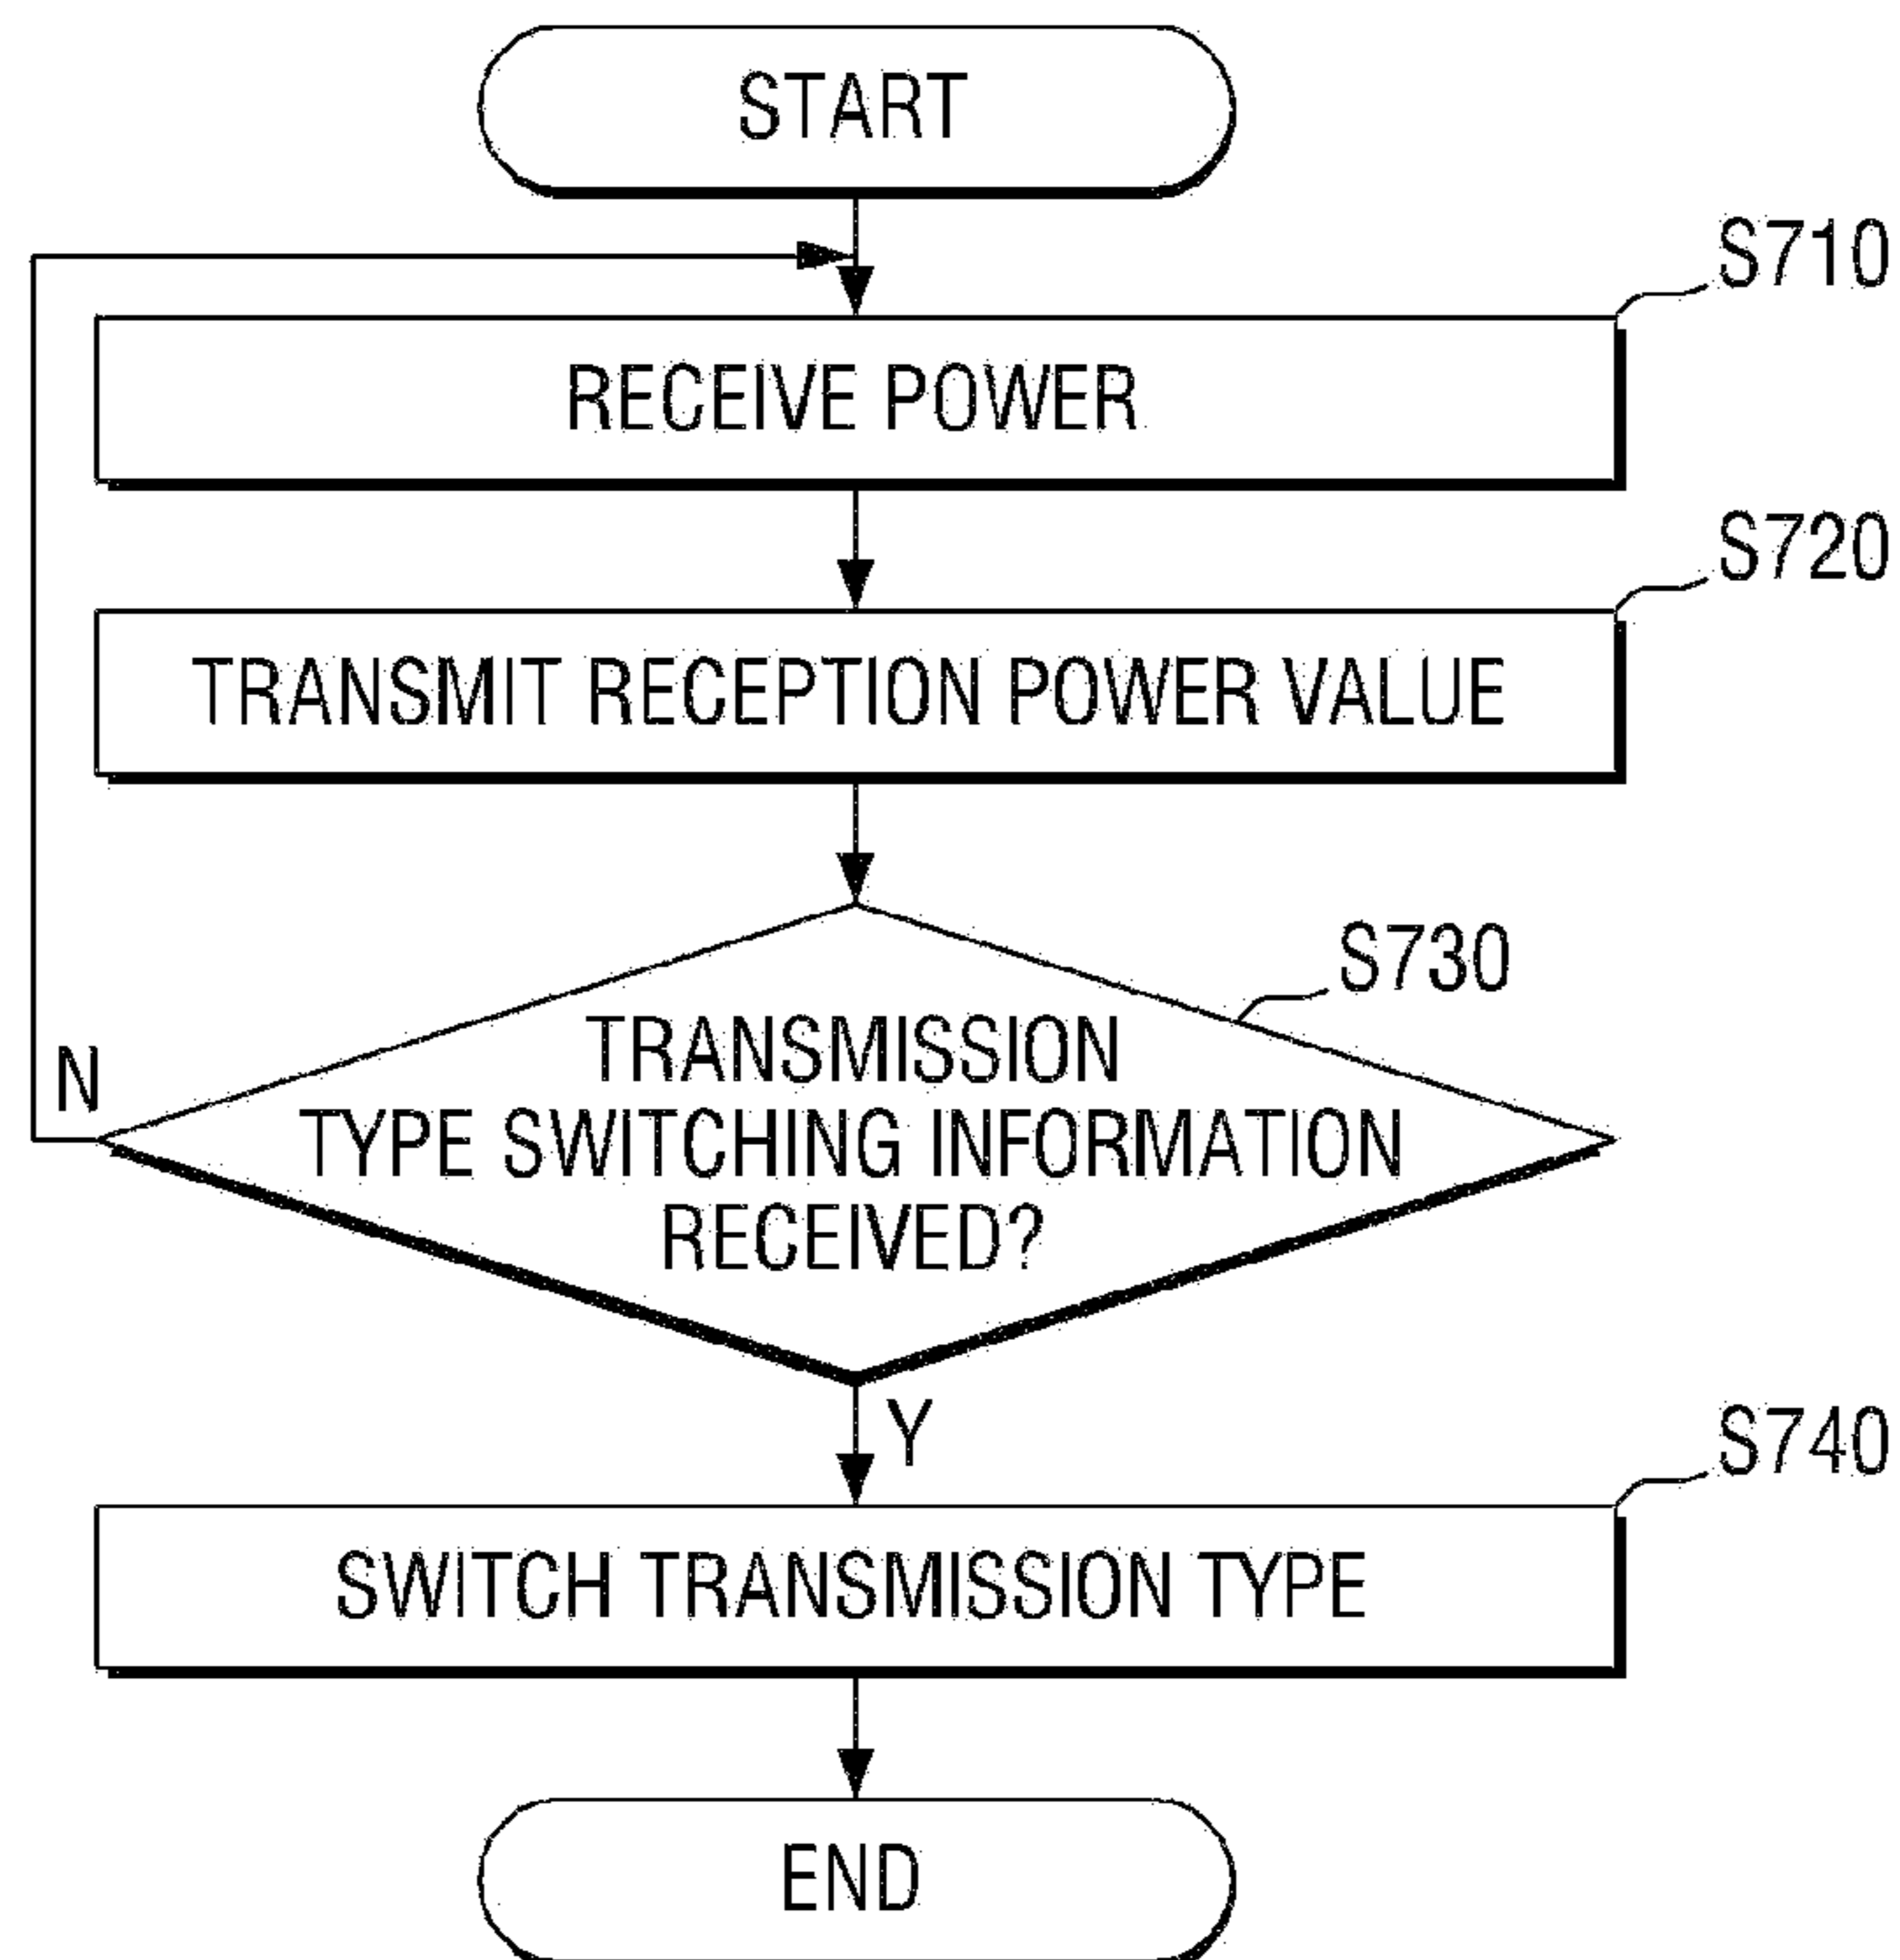 START
S710
RECEIVE POWER
S720
TRANSMIT RECEPTION POWER VALUE
S730
TRANSMISSION
TYPE SWITCHING INFORMATION
RECEIVED?
N
Y
S740
SWITCH TRANSMISSION TYPE
END